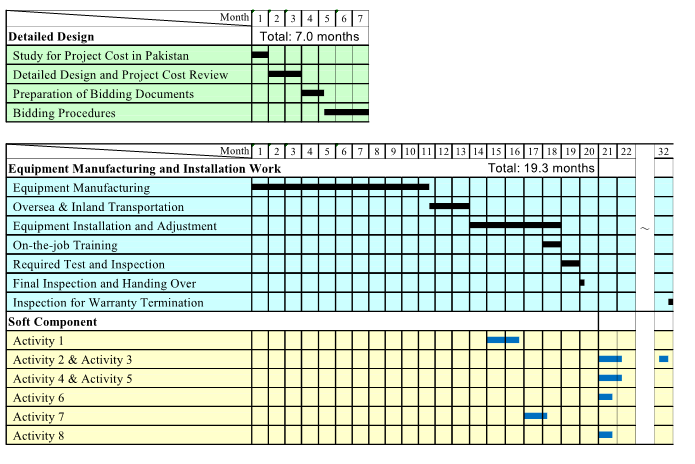 Month 1 2 3 4 5 6 7
Detailed Design Total: 7.0 months
Study for Project Cost in Pakistan
Detailed Design and Project Cost Review
Preparation of Bidding Documents
Bidding Procedures
Month 1 2 3 4 5 6 7 8 9 10 11 12 13 14 15 16 17 18 19 20 21 22 32
Equipment Manufacturing and Installation Work Total: 19.3 months
Equipment Manufacturing
Oversea & Inland Transportation
Equipment Installation and Adjustment
~
On-the-job Training
Required Test and Inspection
Final Inspection and Handing Over
Inspection for Warranty Termination
Soft Component
Activity 1
Activity 2 & Activity 3
Activity 4 & Activity 5
Activity 6
Activity 7
Activity 8